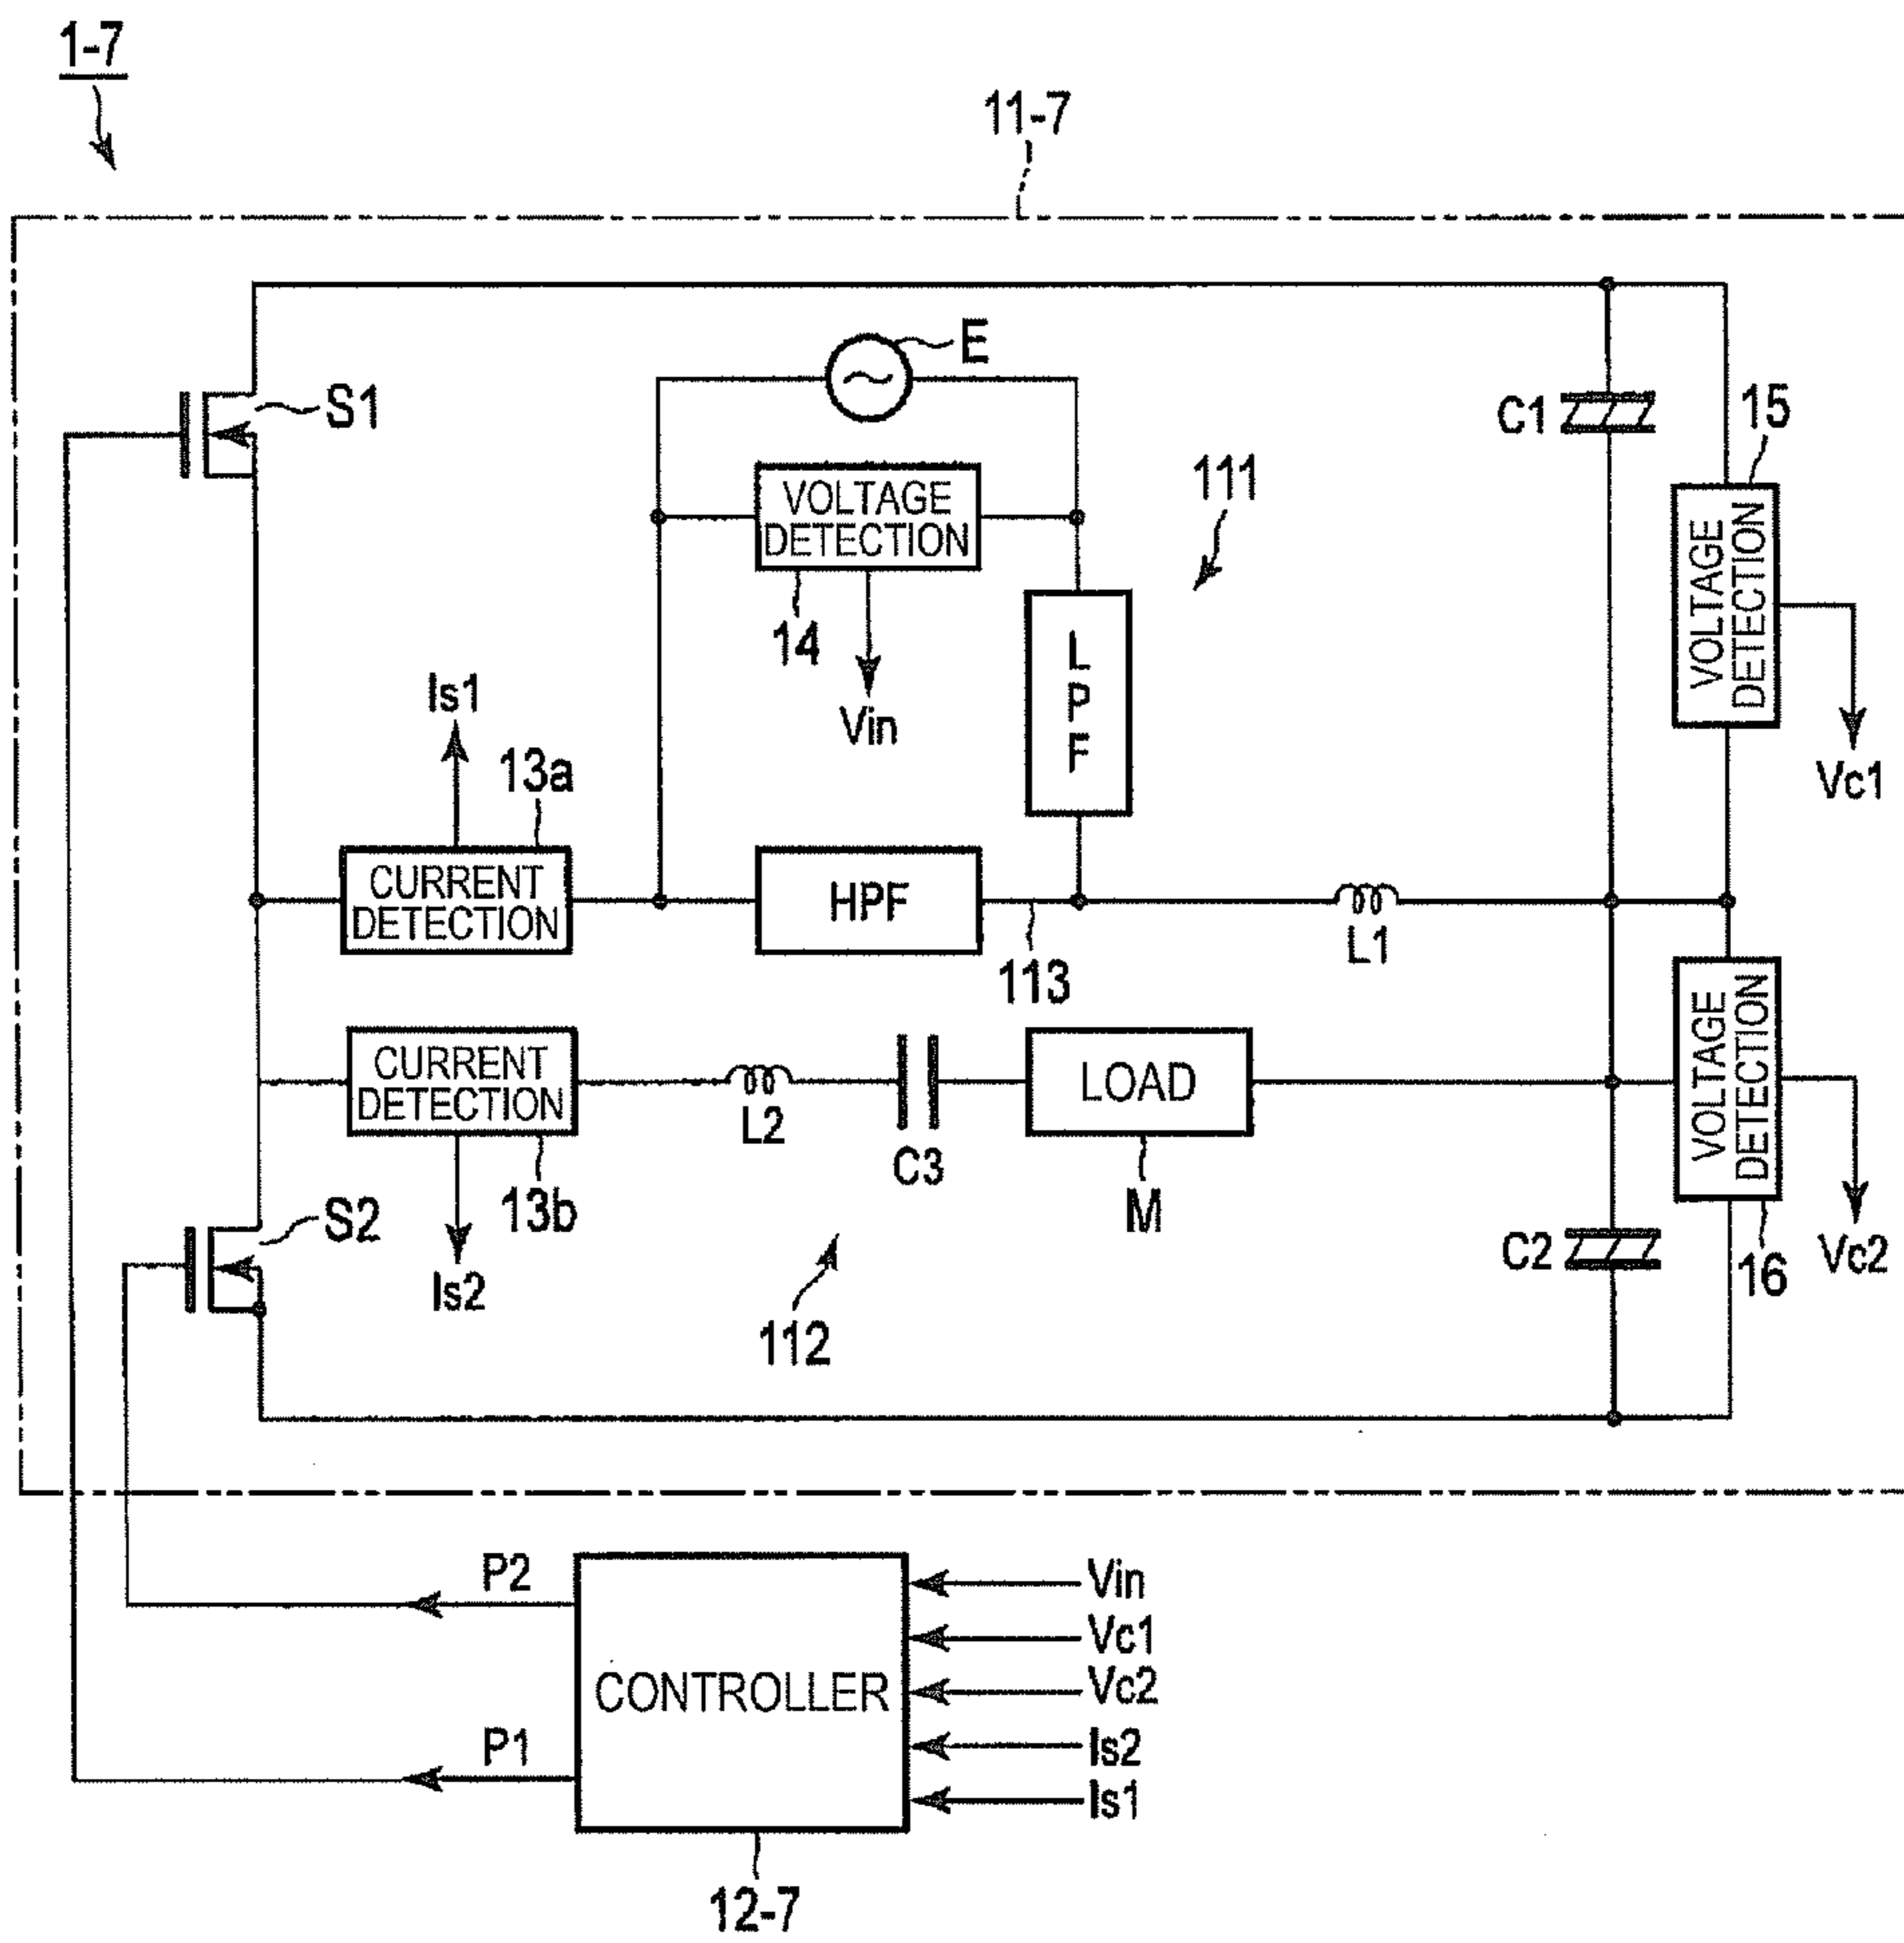 1-7
11-7
E
S1
C1
15
VOLTAGE
DETECTION
111
VOLTAGE
DETECTION
14
Vin
LPF
Is1
13a
Vc1
CURRENT
DETECTION
HPF
113
L1
CURRENT
DETECTION
L2
C3
LOAD
M
VOLTAGE
DETECTION
13b
S2
Is2
112
C2
16
Vc2
P2
CONTROLLER
P1
Vin
Vc1
Vc2
Is2
Is1
12-7